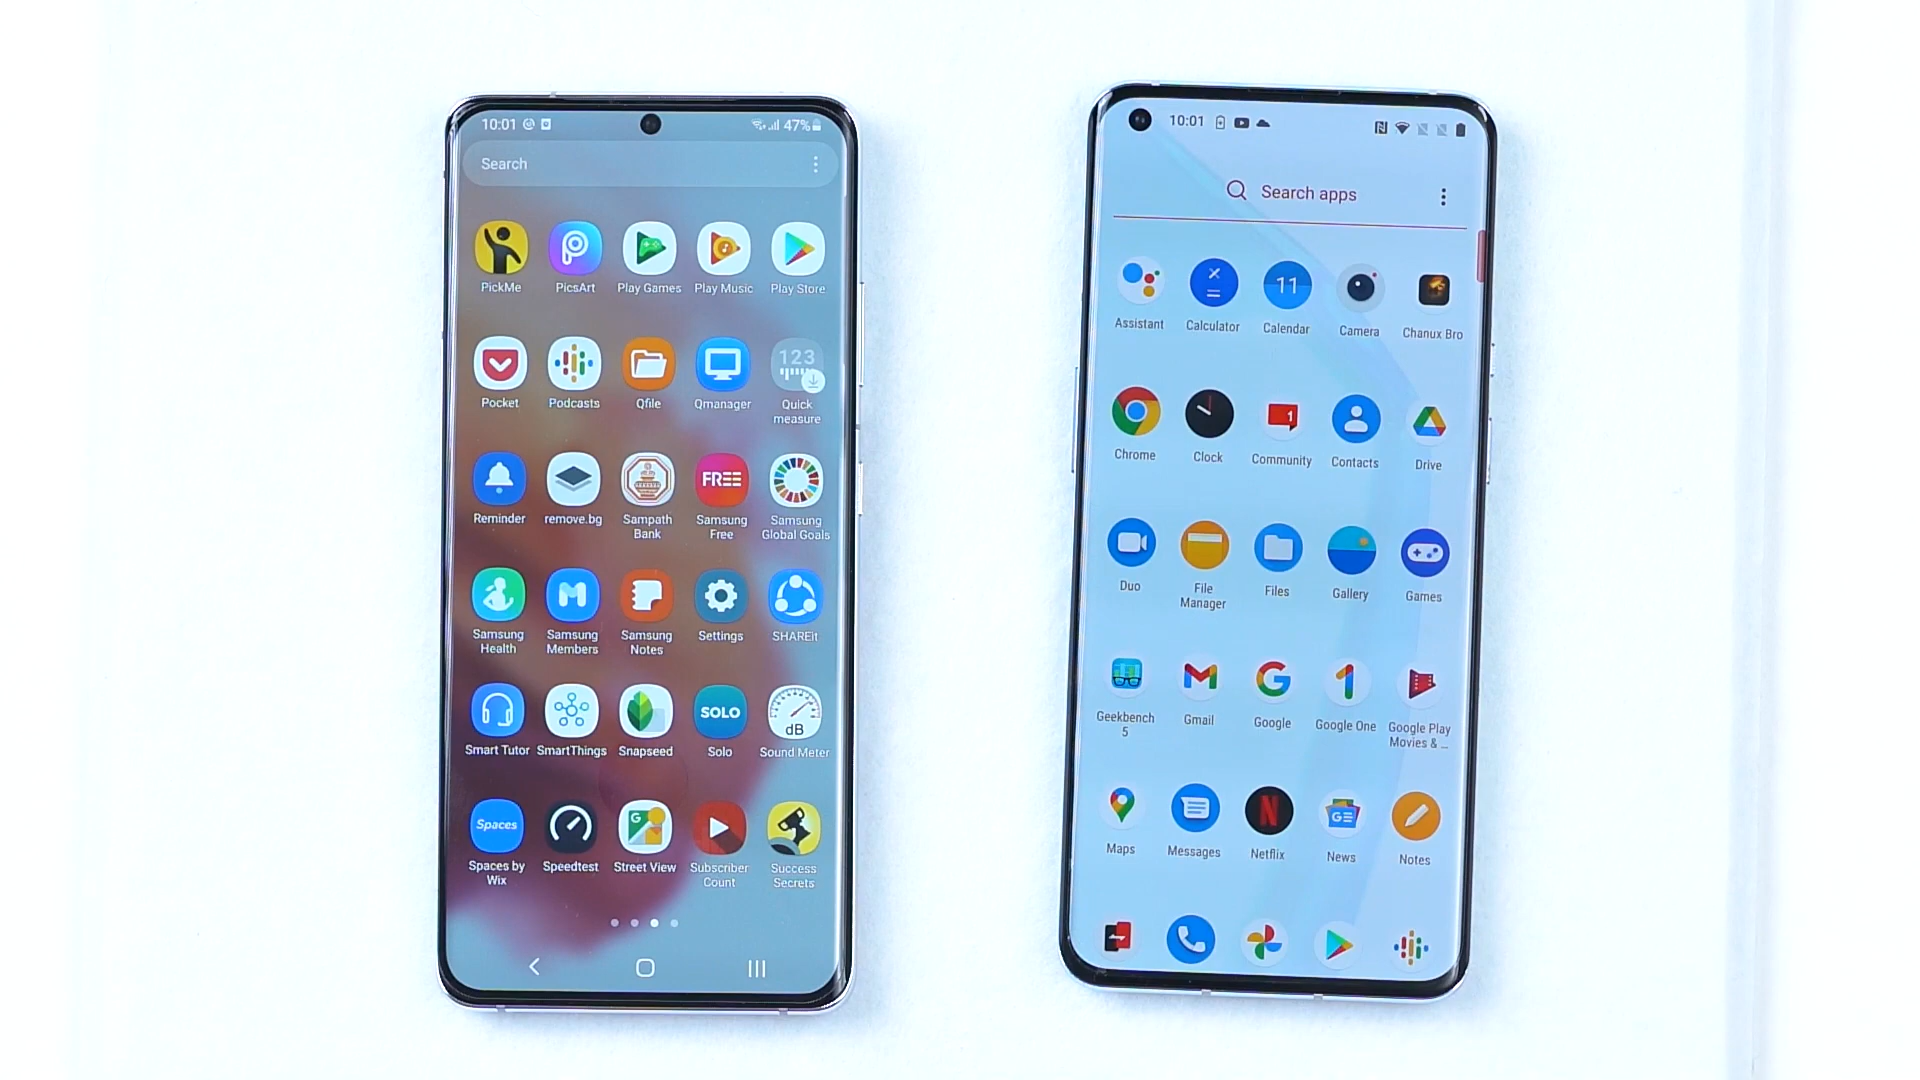 10:01
47%
Search
PickMe PicsArt Play Games Play Music Play Store
123
Pocket Podcasts Qfile Qmanager Quick measure
FREE
Reminder remove.bg Sampath Bank Samsung Free Samsung Global Goals
Samsung Health Samsung Members Samsung Notes Settings SHAREit
SOLO
dB
Smart Tutor SmartThings Snapseed Solo Sound Meter
Spaces
G
Spaces by Wix Speedtest Street View Subscriber Count Success Secrets
10:01
Search apps
11
Assistant Calculator Calendar Camera Chanux Bro
1
Chrome Clock Community Contacts Drive
Duo File Manager Files Gallery Games
M G 1
Geekbench 5 Gmail Google Google One Google Play Movies & ...
N GE
Maps Messages Netflix News Notes